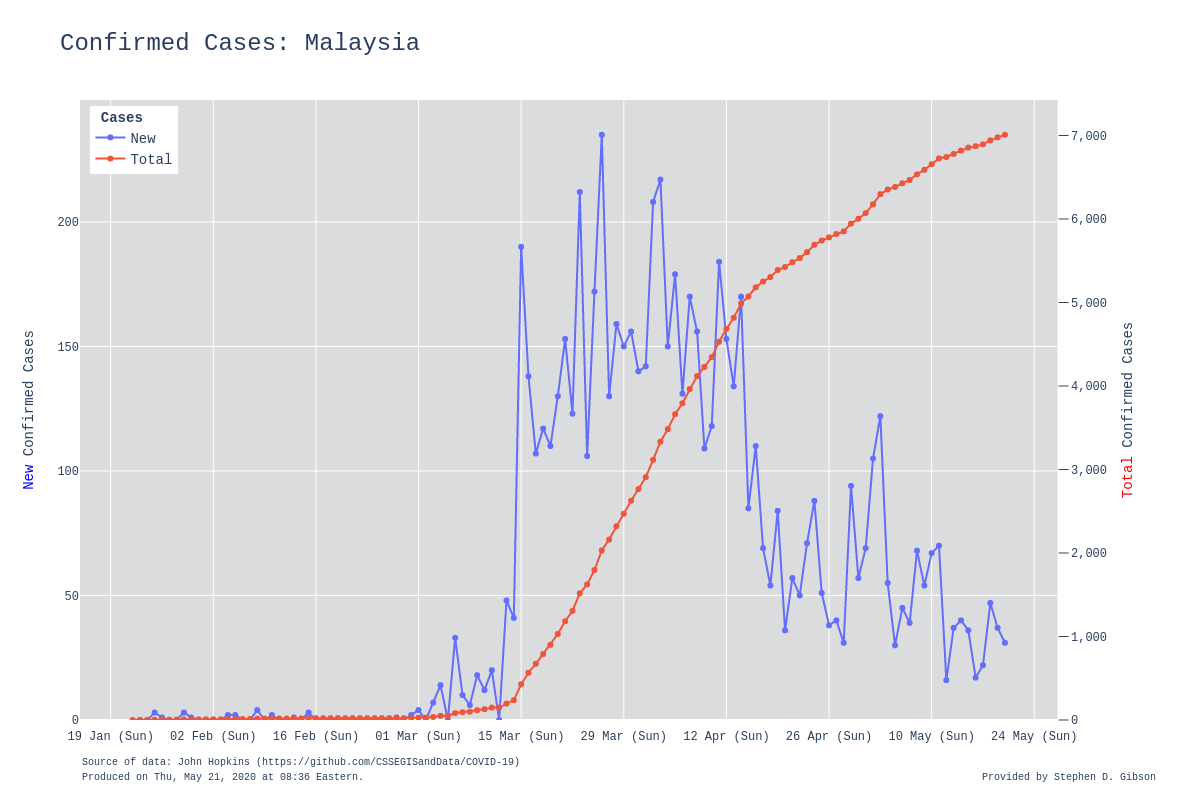 Confirmed Cases: Malaysia
Cases
New
Total
200
150
100
50
0
7,000
6,000
5,000
4,000
3,000
2,000
1,000
0
New Confirmed Cases
Total Confirmed Cases
19 Jan (Sun)
02 Feb (Sun)
16 Feb (Sun)
01 Mar (Sun)
15 Mar (Sun)
29 Mar (Sun)
12 Apr (Sun)
26 Apr (Sun)
10 May (Sun)
24 May (Sun)
Source of data: John Hopkins (https://github.com/CSSEGISandData/COVID-19)
Produced on Thu, May 21, 2020 at 08:36 Eastern.
Provided by Stephen D. Gibson